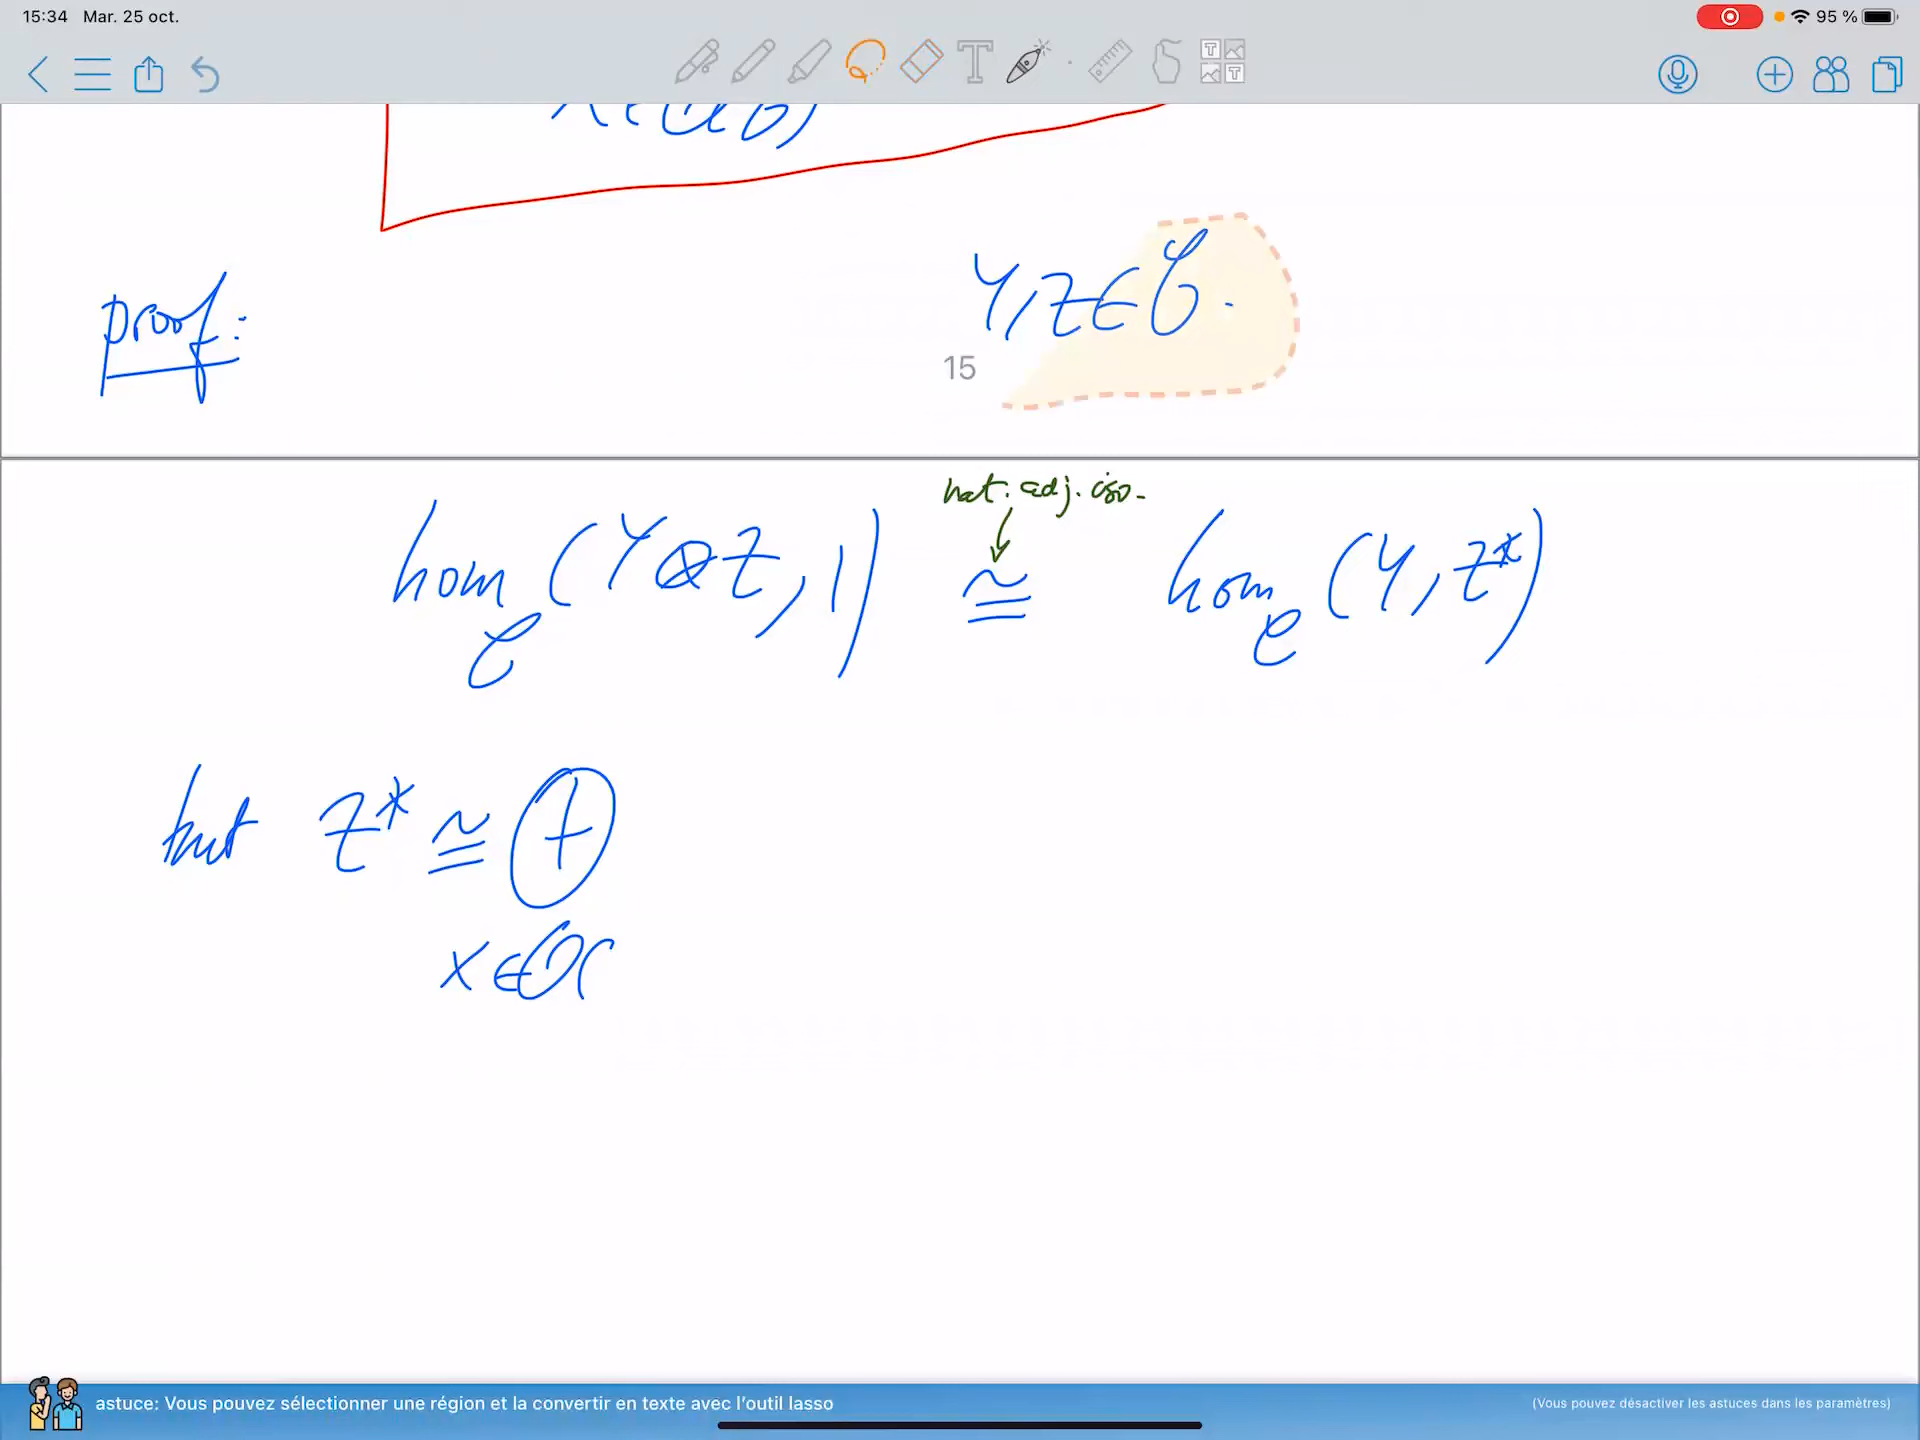 15:34 Mar. 25 oct. 95 %
X ∈ O(C)
Y, Z ∈ C.
proof:
15
nat. adj. iso.
hom_C (Y ⊗ Z, 1) ≅ hom_C (Y, Z*)
but Z* ≅ ⊕
X ∈ O(
astuce: Vous pouvez sélectionner une région et la convertir en texte avec l'outil lasso
(Vous pouvez désactiver les astuces dans les paramètres)